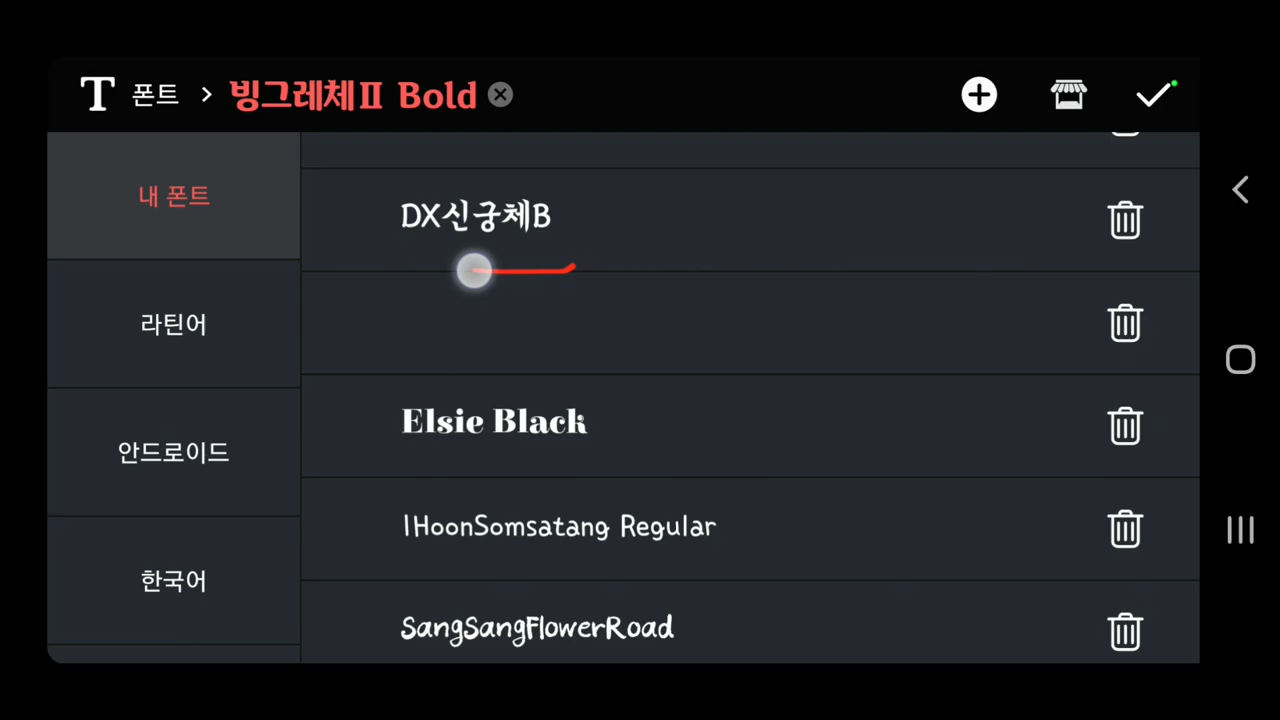 T 폰트 > 빙그레체Ⅱ Bold
내 폰트
라틴어
안드로이드
한국어
DX신궁체B
Elsie Black
1HoonSomsatang Regular
SangSangFlowerRoad